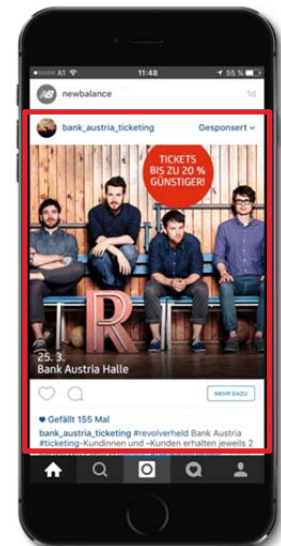 A1 11:48 55 %
newbalance 1d
bank_austria_ticketing Gesponsert
TICKETS
BIS ZU 20 %
GÜNSTIGER!
R
25. 3.
Bank Austria Halle
MEHR DAZU
Gefällt 155 Mal
bank_austria_ticketing #revolverheld Bank Austria
#ticketing-Kundinnen und -Kunden erhalten jeweils 2